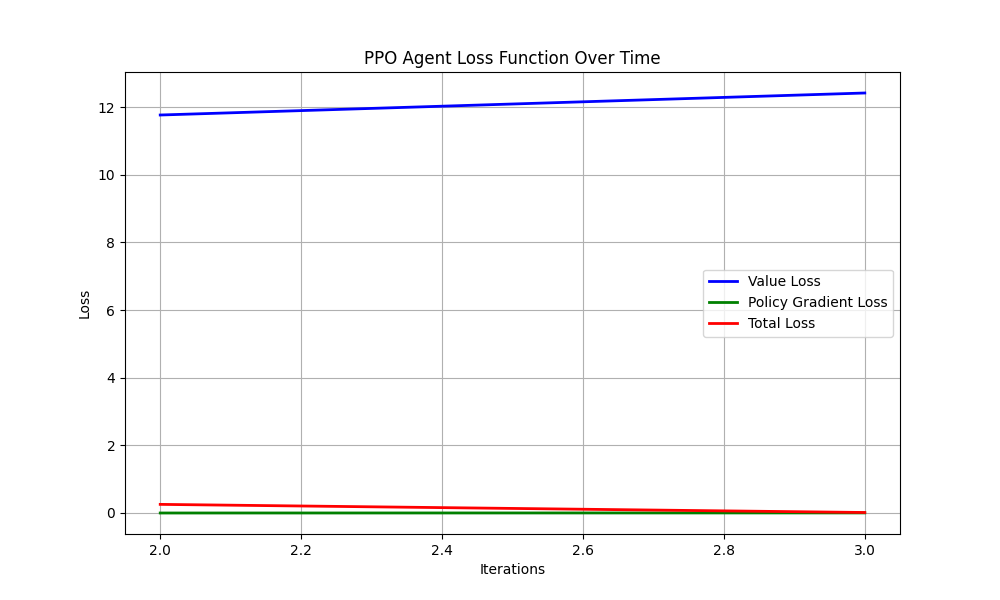 PPO Agent Loss Function Over Time
Loss
12
10
8
6
4
2
0
Value Loss
Policy Gradient Loss
Total Loss
2.0 2.2 2.4 2.6 2.8 3.0
Iterations